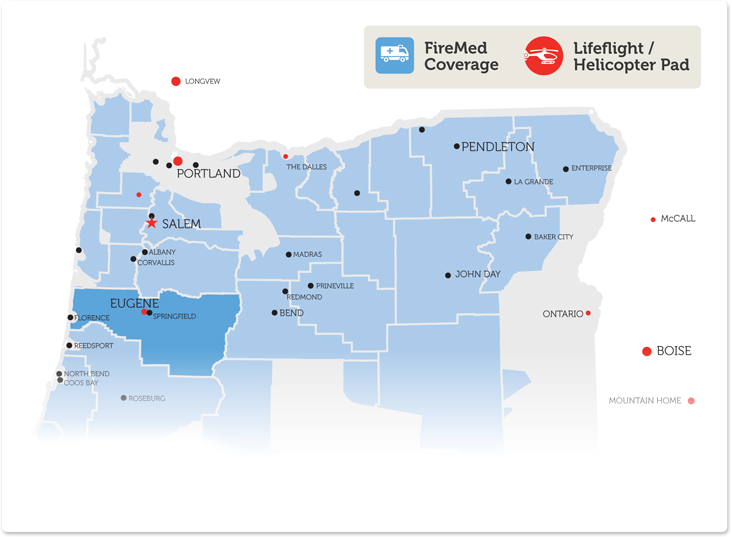 FireMed
Coverage
Lifeflight /
Helicopter Pad
LONGVEW
PORTLAND
THE DALLES
PENDLETON
LA GRANDE
ENTERPRISE
SALEM
McCALL
BAKER CITY
ALBANY
CORVALLIS
MADRAS
JOHN DAY
PRINEVILLE
REDMOND
EUGENE
SPRINGFIELD
FLORENCE
BEND
ONTARIO
REEDSPORT
BOISE
NORTH BEND
COOS BAY
ROSEBURG
MOUNTAIN HOME